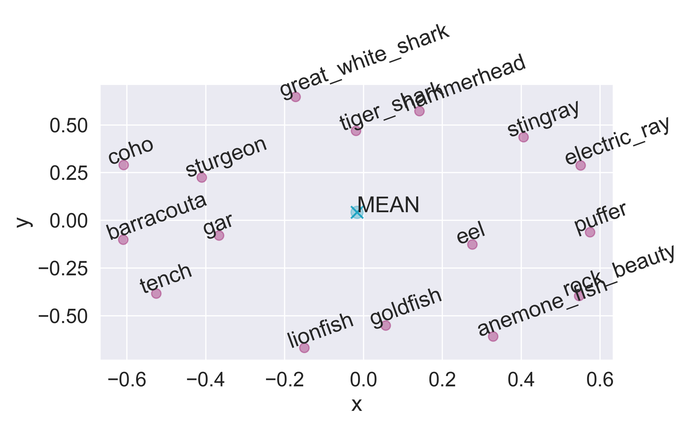 great_white_shark
tiger_shark
hammerhead
stingray
electric_ray
coho
sturgeon
barracouta
gar
MEAN
eel
puffer
tench
rock_beauty
lionfish
goldfish
anemone_fish
y
0.50
0.25
0.00
−0.25
−0.50
−0.6
−0.4
−0.2
0.0
0.2
0.4
0.6
x